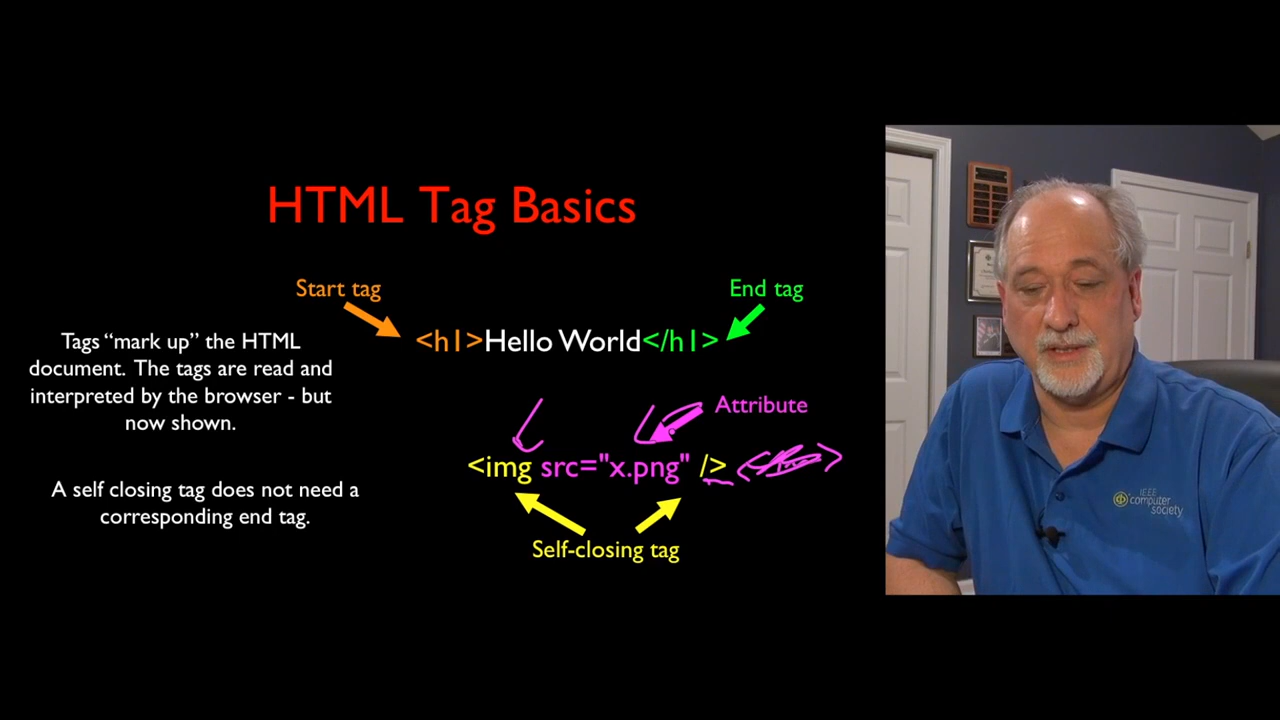 HTML Tag Basics
Start tag
End tag
<h1>Hello World</h1>
Tags “mark up” the HTML
document. The tags are read and
interpreted by the browser - but
now shown.
Attribute
<img src="x.png" />
A self closing tag does not need a
corresponding end tag.
Self-closing tag
IEEE
computer
society